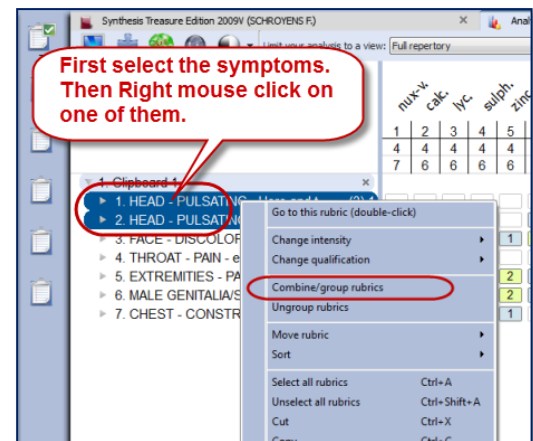 Synthesis Treasure Edition 2009V (SCHROYENS F.) × Anal
Limit your analysis to a view: Full repertory
First select the symptoms.
Then Right mouse click on
one of them.
nux-v. calc. lyc. sulph. zinc
1 2 3 4 5
4 4 4 4 4
7 6 6 6 6
1. Clipboard 1 ×
1. HEAD - PULSATING
2. HEAD - PULSATING
3. FACE - DISCOLOR
4. THROAT - PAIN - e
5. EXTREMITIES - PA
6. MALE GENITALIA/S
7. CHEST - CONSTR
Go to this rubric (double-click)
Change intensity
Change qualification
Combine/group rubrics
Ungroup rubrics
Move rubric
Sort
Select all rubrics Ctrl+A
Unselect all rubrics Ctrl+Shift+A
Cut Ctrl+X
Copy Ctrl+C
1
2
2
1